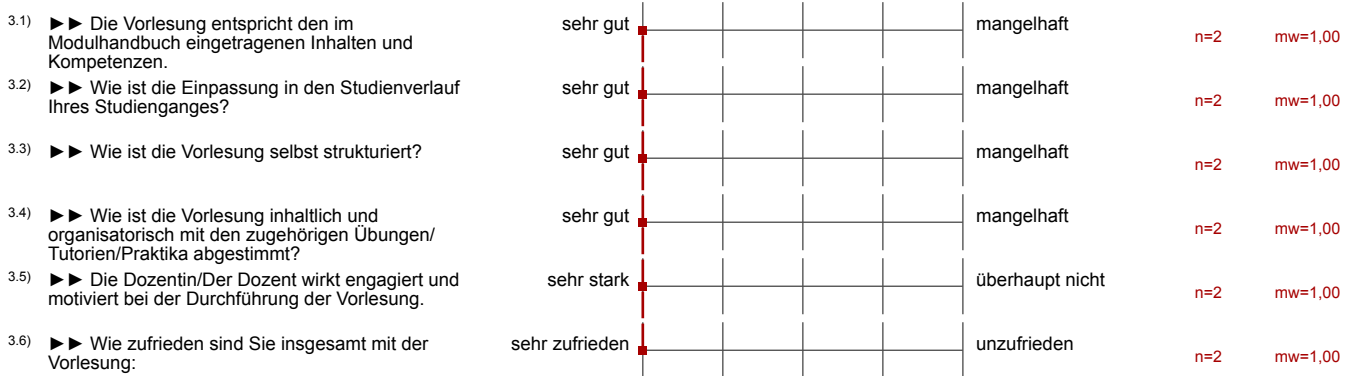 3.1) ►► Die Vorlesung entspricht den im sehr gut mangelhaft
Modulhandbuch eingetragenen Inhalten und n=2 mw=1,00
Kompetenzen.
3.2) ►► Wie ist die Einpassung in den Studienverlauf sehr gut mangelhaft
Ihres Studienganges? n=2 mw=1,00
3.3) ►► Wie ist die Vorlesung selbst strukturiert? sehr gut mangelhaft
n=2 mw=1,00
3.4) ►► Wie ist die Vorlesung inhaltlich und sehr gut mangelhaft
organisatorisch mit den zugehörigen Übungen/ n=2 mw=1,00
Tutorien/Praktika abgestimmt?
3.5) ►► Die Dozentin/Der Dozent wirkt engagiert und sehr stark überhaupt nicht
motiviert bei der Durchführung der Vorlesung. n=2 mw=1,00
3.6) ►► Wie zufrieden sind Sie insgesamt mit der sehr zufrieden unzufrieden
Vorlesung: n=2 mw=1,00